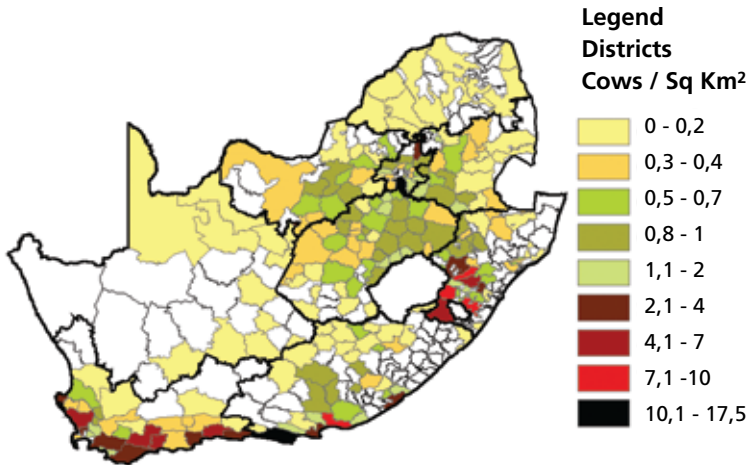 Legend
Districts
Cows / Sq Km²
0 - 0,2
0,3 - 0,4
0,5 - 0,7
0,8 - 1
1,1 - 2
2,1 - 4
4,1 - 7
7,1 -10
10,1 - 17,5